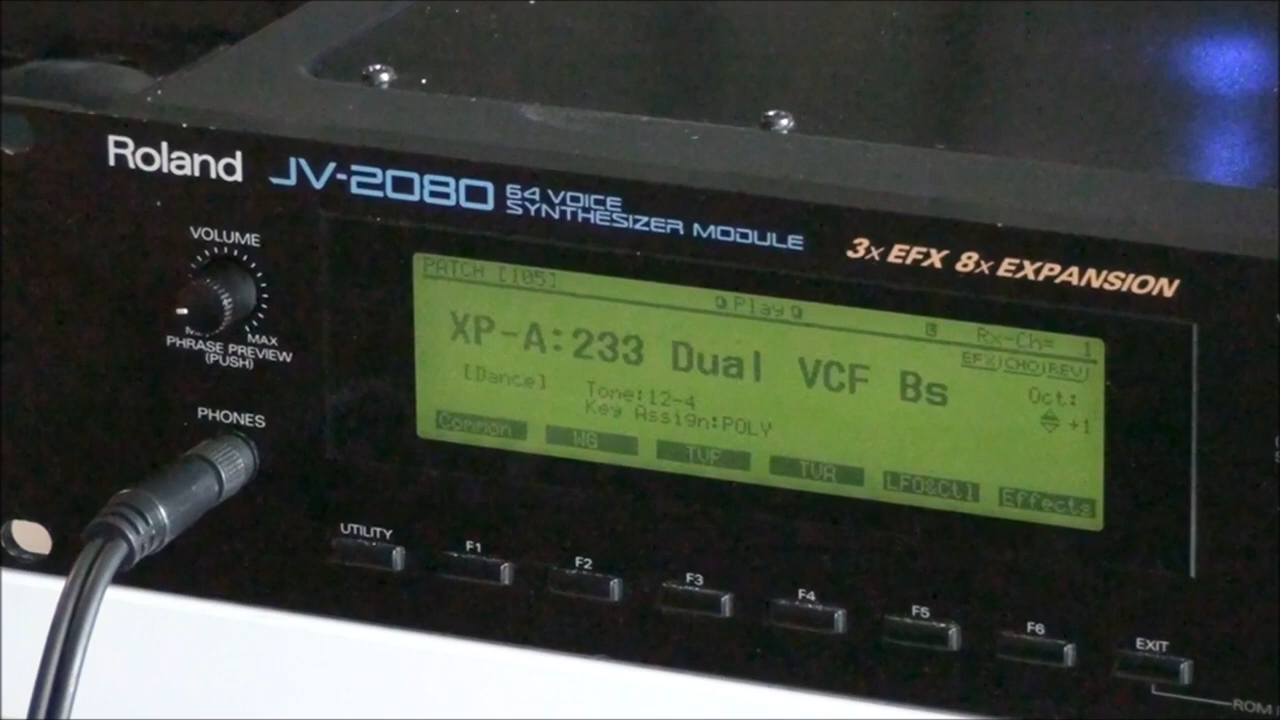 Roland JV-2080 64 VOICE
SYNTHESIZER MODULE
3x EFX 8x EXPANSION
VOLUME
MAX
PHRASE PREVIEW
(PUSH)
PHONES
PATCH [105]
Play
Rx-Ch= 1
XP-A:233 Dual VCF Bs
EFX|CHO|REV|
[Dance]
Tone:12-4
Key Assign:POLY
Oct:
+1
Common WG TVF TVA LFO&Ctl Effects
UTILITY F1 F2 F3 F4 F5 F6 EXIT
ROM